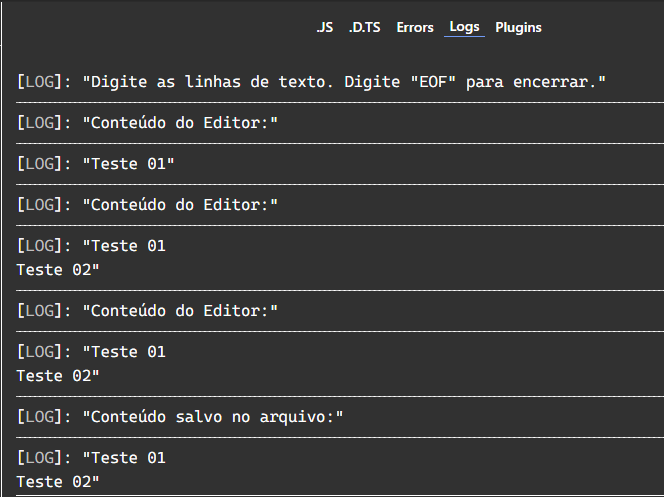 .JS .D.TS Errors Logs Plugins
[LOG]: "Digite as linhas de texto. Digite "EOF" para encerrar."
[LOG]: "Conteúdo do Editor:"
[LOG]: "Teste 01"
[LOG]: "Conteúdo do Editor:"
[LOG]: "Teste 01
Teste 02"
[LOG]: "Conteúdo do Editor:"
[LOG]: "Teste 01
Teste 02"
[LOG]: "Conteúdo salvo no arquivo:"
[LOG]: "Teste 01
Teste 02"